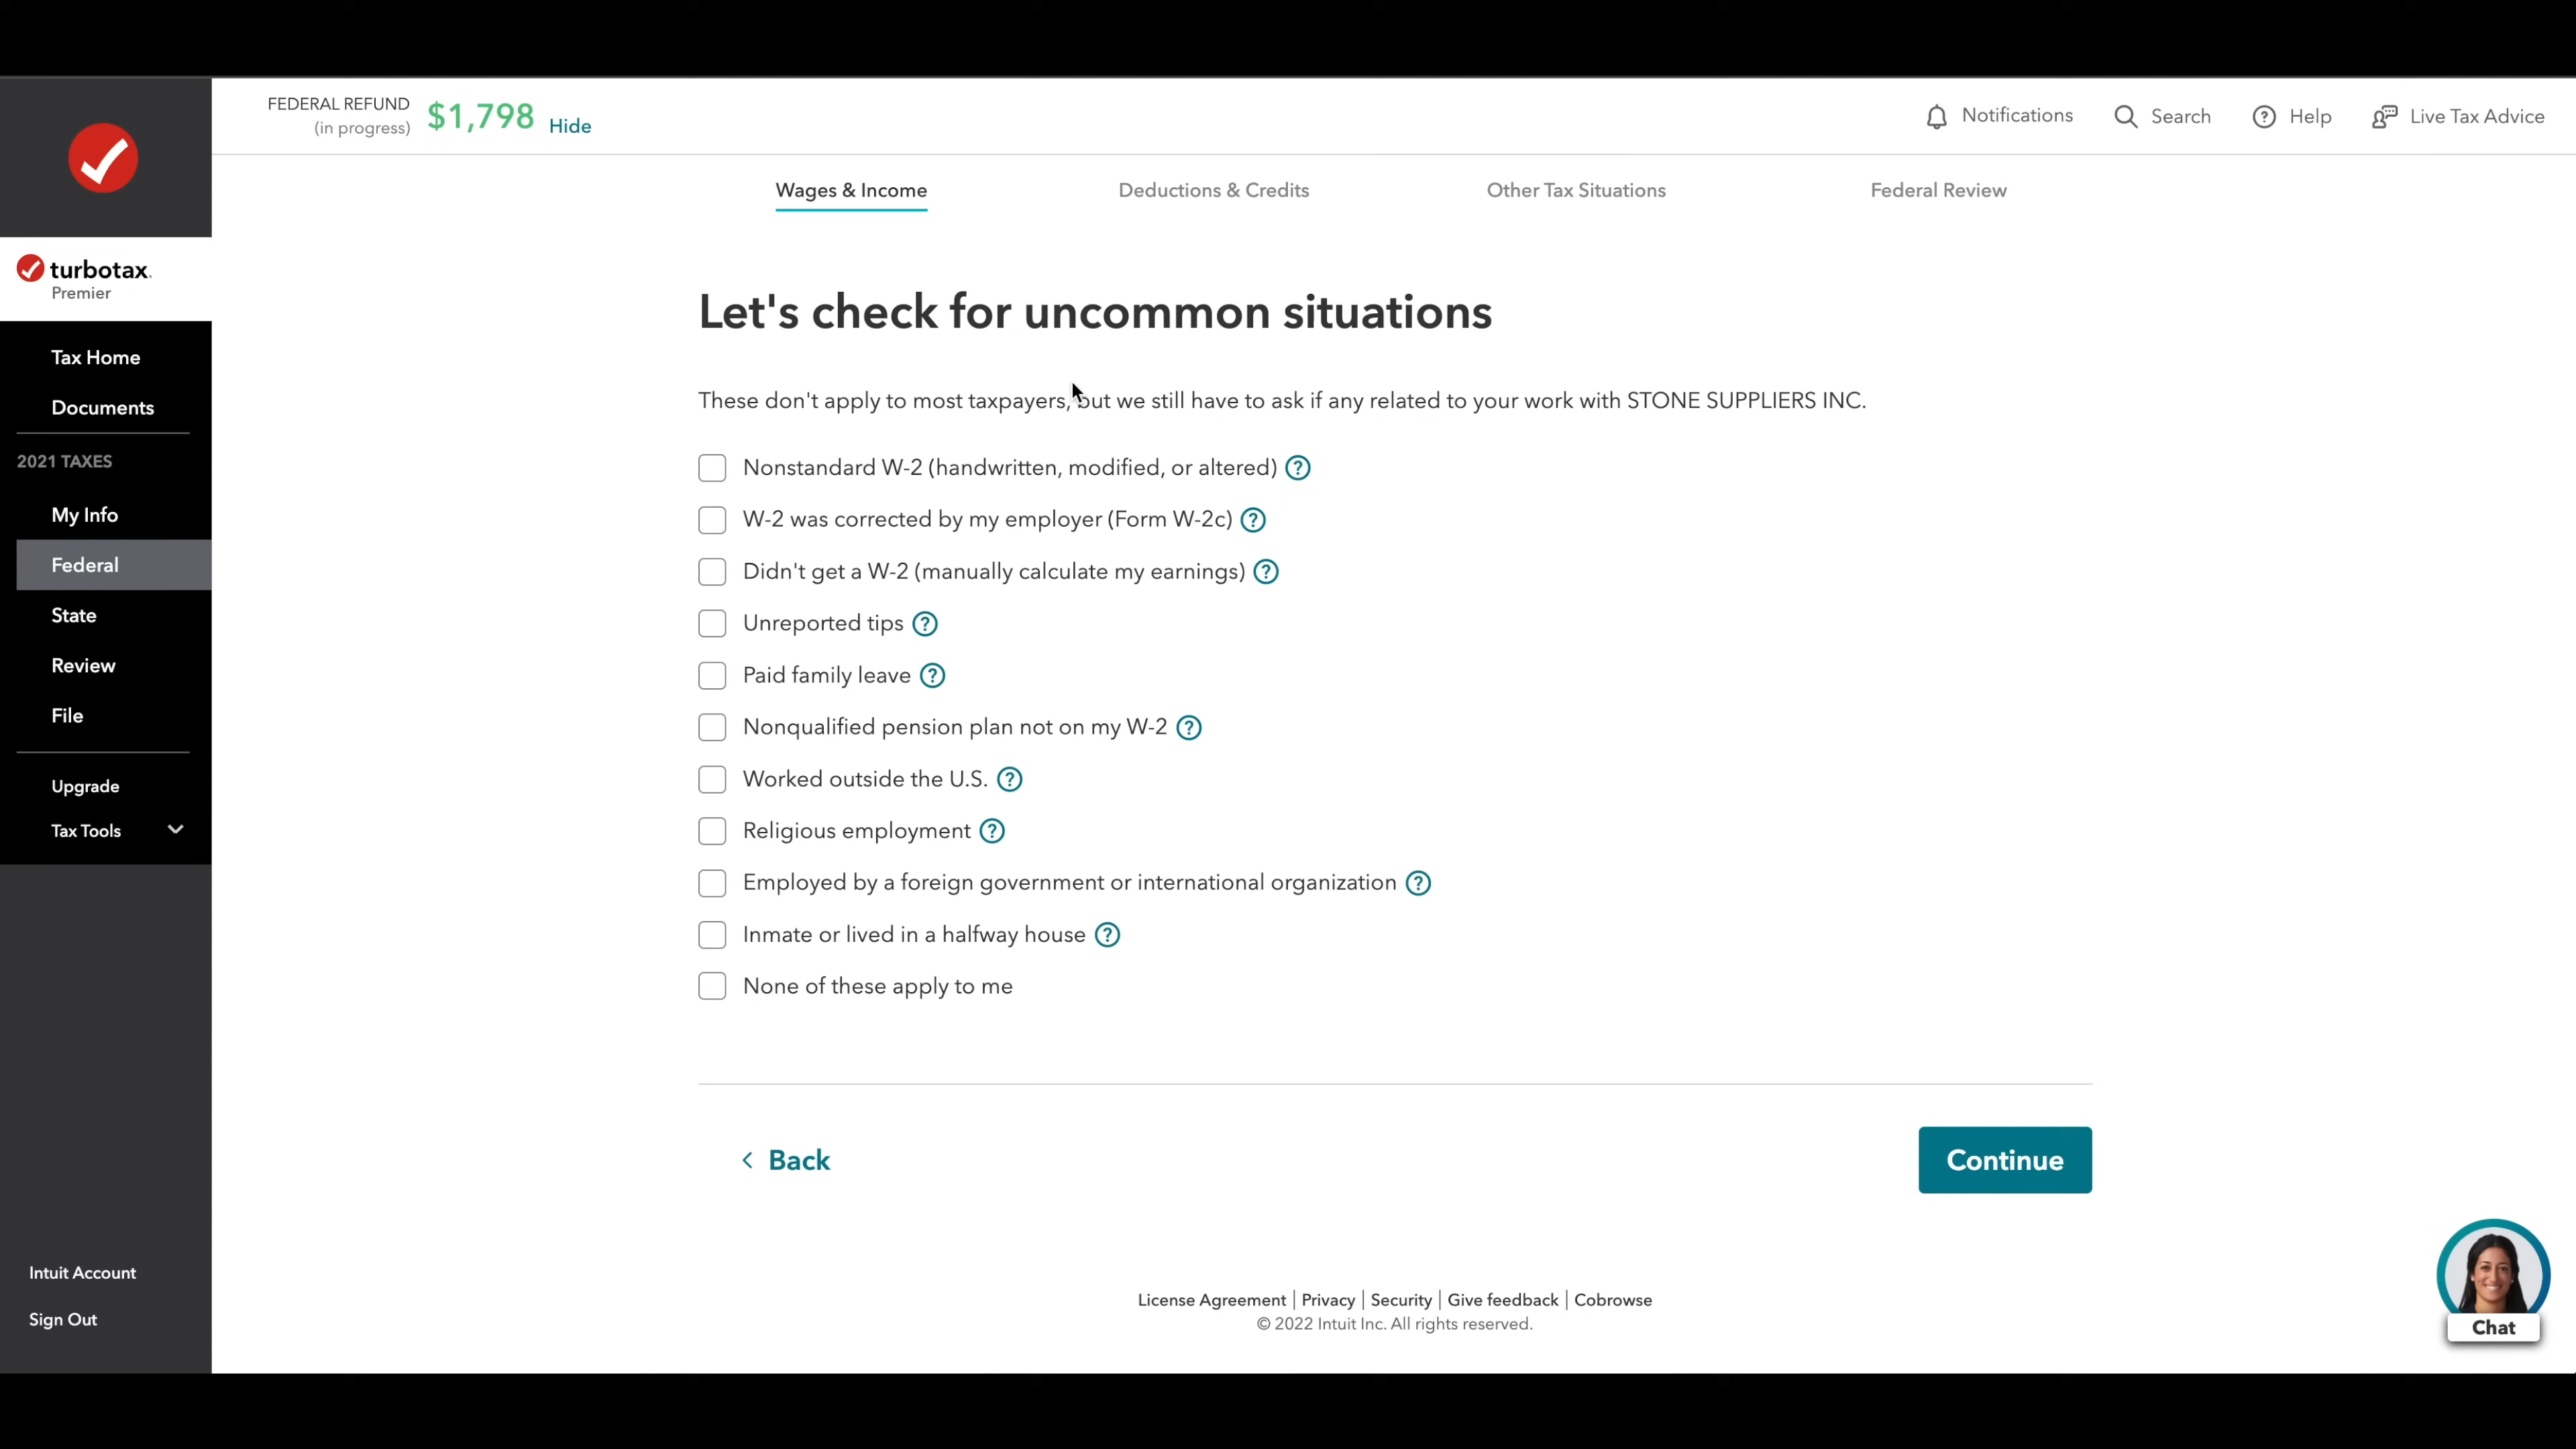 FEDERAL REFUND
(in progress)
$1,798
Hide
Notifications
Search
Help
Live Tax Advice
Wages & Income
Deductions & Credits
Other Tax Situations
Federal Review
turbotax.
Premier
Tax Home
Documents
2021 TAXES
My Info
Federal
State
Review
File
Upgrade
Tax Tools
Intuit Account
Sign Out
Let's check for uncommon situations
These don't apply to most taxpayers, but we still have to ask if any related to your work with STONE SUPPLIERS INC.
Nonstandard W-2 (handwritten, modified, or altered) ?
W-2 was corrected by my employer (Form W-2c) ?
Didn't get a W-2 (manually calculate my earnings) ?
Unreported tips ?
Paid family leave ?
Nonqualified pension plan not on my W-2 ?
Worked outside the U.S. ?
Religious employment ?
Employed by a foreign government or international organization ?
Inmate or lived in a halfway house ?
None of these apply to me
Back
Continue
License Agreement | Privacy | Security | Give feedback | Cobrowse
© 2022 Intuit Inc. All rights reserved.
Chat